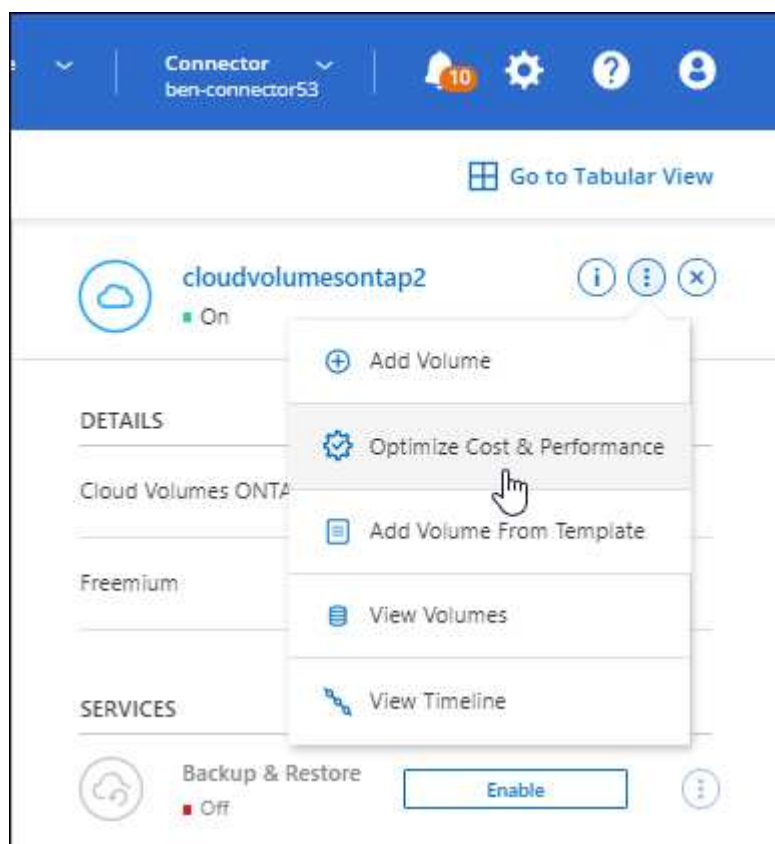 Connector
ben-connector53
10
Go to Tabular View
cloudvolumesontap2
On
Add Volume
DETAILS
Optimize Cost & Performance
Cloud Volumes ONTA
Add Volume From Template
Freemium
View Volumes
View Timeline
SERVICES
Backup & Restore
Off
Enable